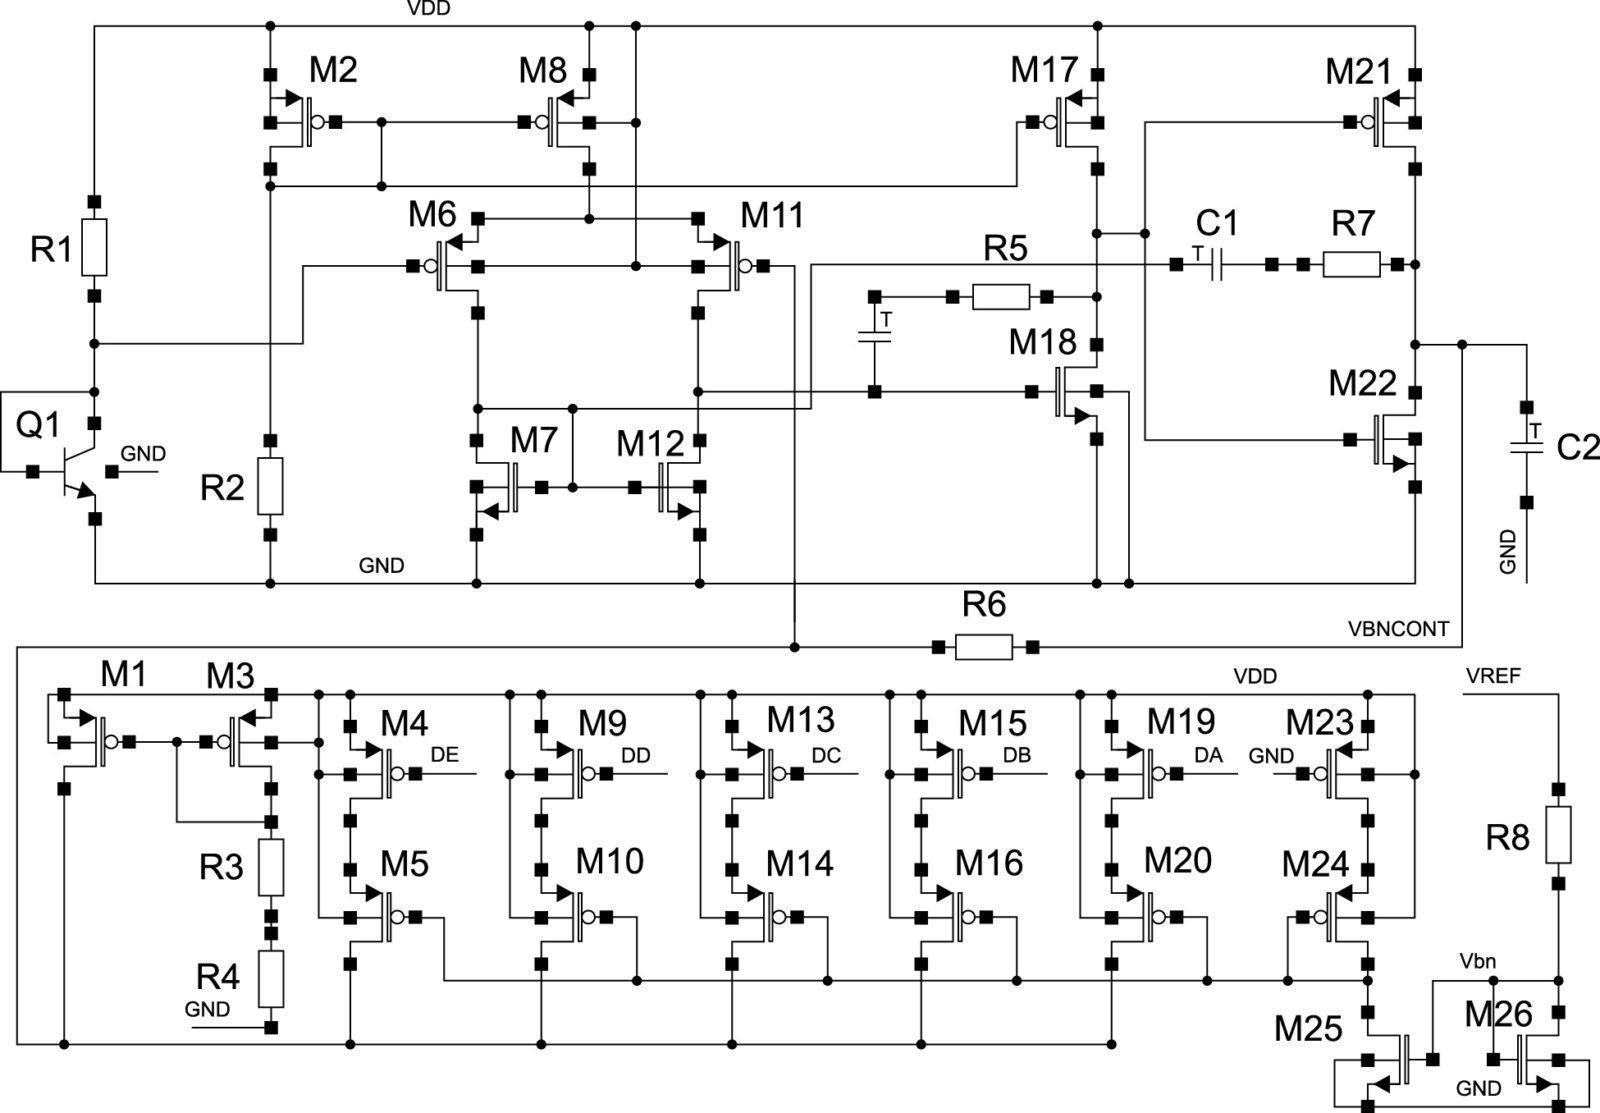 VDD
M2
M8
M17
M21
M6
M11
C1
R7
T
R1
R5
T
M18
M22
Q1
GND
M7
M12
T
C2
R2
GND
GND
R6
VBNCONT
M1
M3
VDD
VREF
M4
M9
M13
M15
M19
M23
DE
DD
DC
DB
DA
GND
R3
M5
M10
M14
M16
M20
M24
R8
R4
GND
Vbn
M25
M26
GND